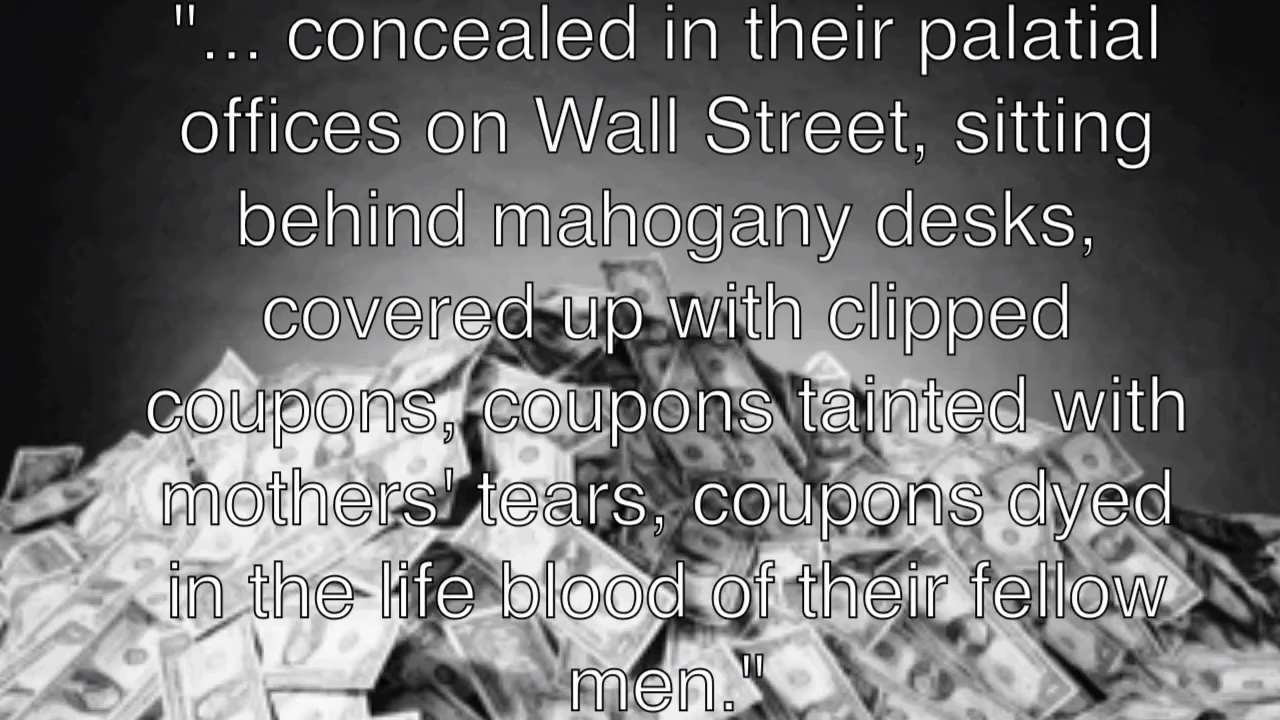 "... concealed in their palatial
offices on Wall Street, sitting
behind mahogany desks,
covered up with clipped
coupons, coupons tainted with
mothers' tears, coupons dyed
in the life blood of their fellow
men."